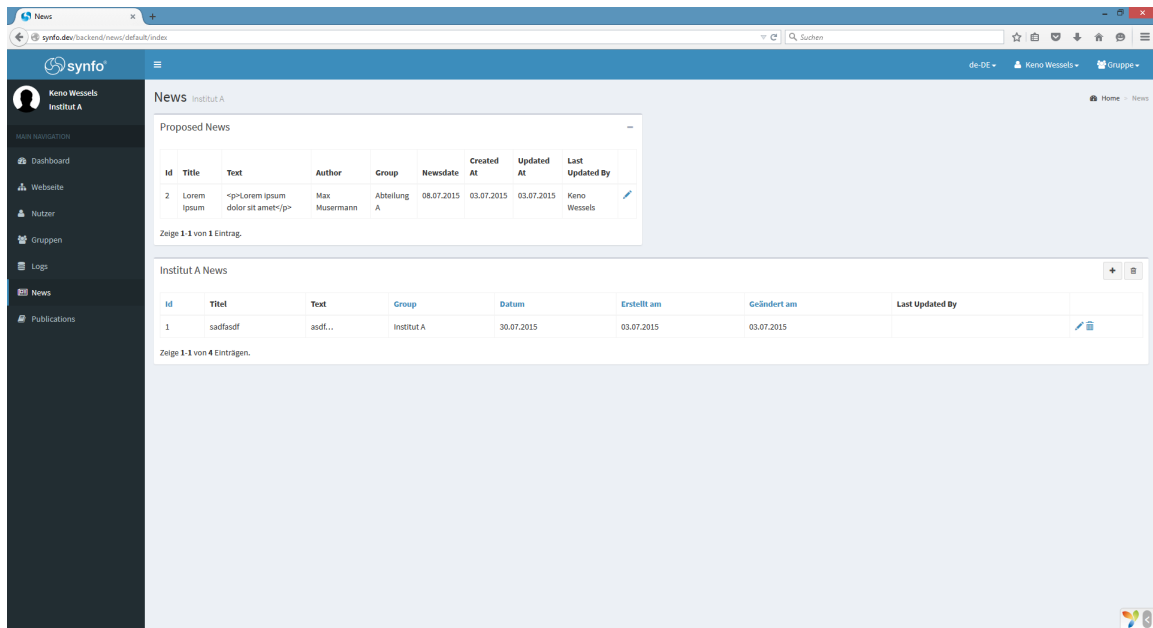 News
synfo.dev/backend/news/default/index
Suchen
synfo®
de-DE
Keno Wessels
Gruppe
Keno Wessels
Institut A
News Institut A
Home > News
MAIN NAVIGATION
Dashboard
Webseite
Nutzer
Gruppen
Logs
News
Publications
Proposed News
Id Title Text Author Group Newsdate Created At Updated At Last Updated By
2 Lorem Ipsum <p>Lorem ipsum dolor sit amet</p> Max Musermann Abteilung A 08.07.2015 03.07.2015 03.07.2015 Keno Wessels
Zeige 1-1 von 1 Eintrag.
Institut A News
Id Titel Text Group Datum Erstellt am Geändert am Last Updated By
1 sadfasdf asdf... Institut A 30.07.2015 03.07.2015 03.07.2015
Zeige 1-1 von 4 Einträgen.